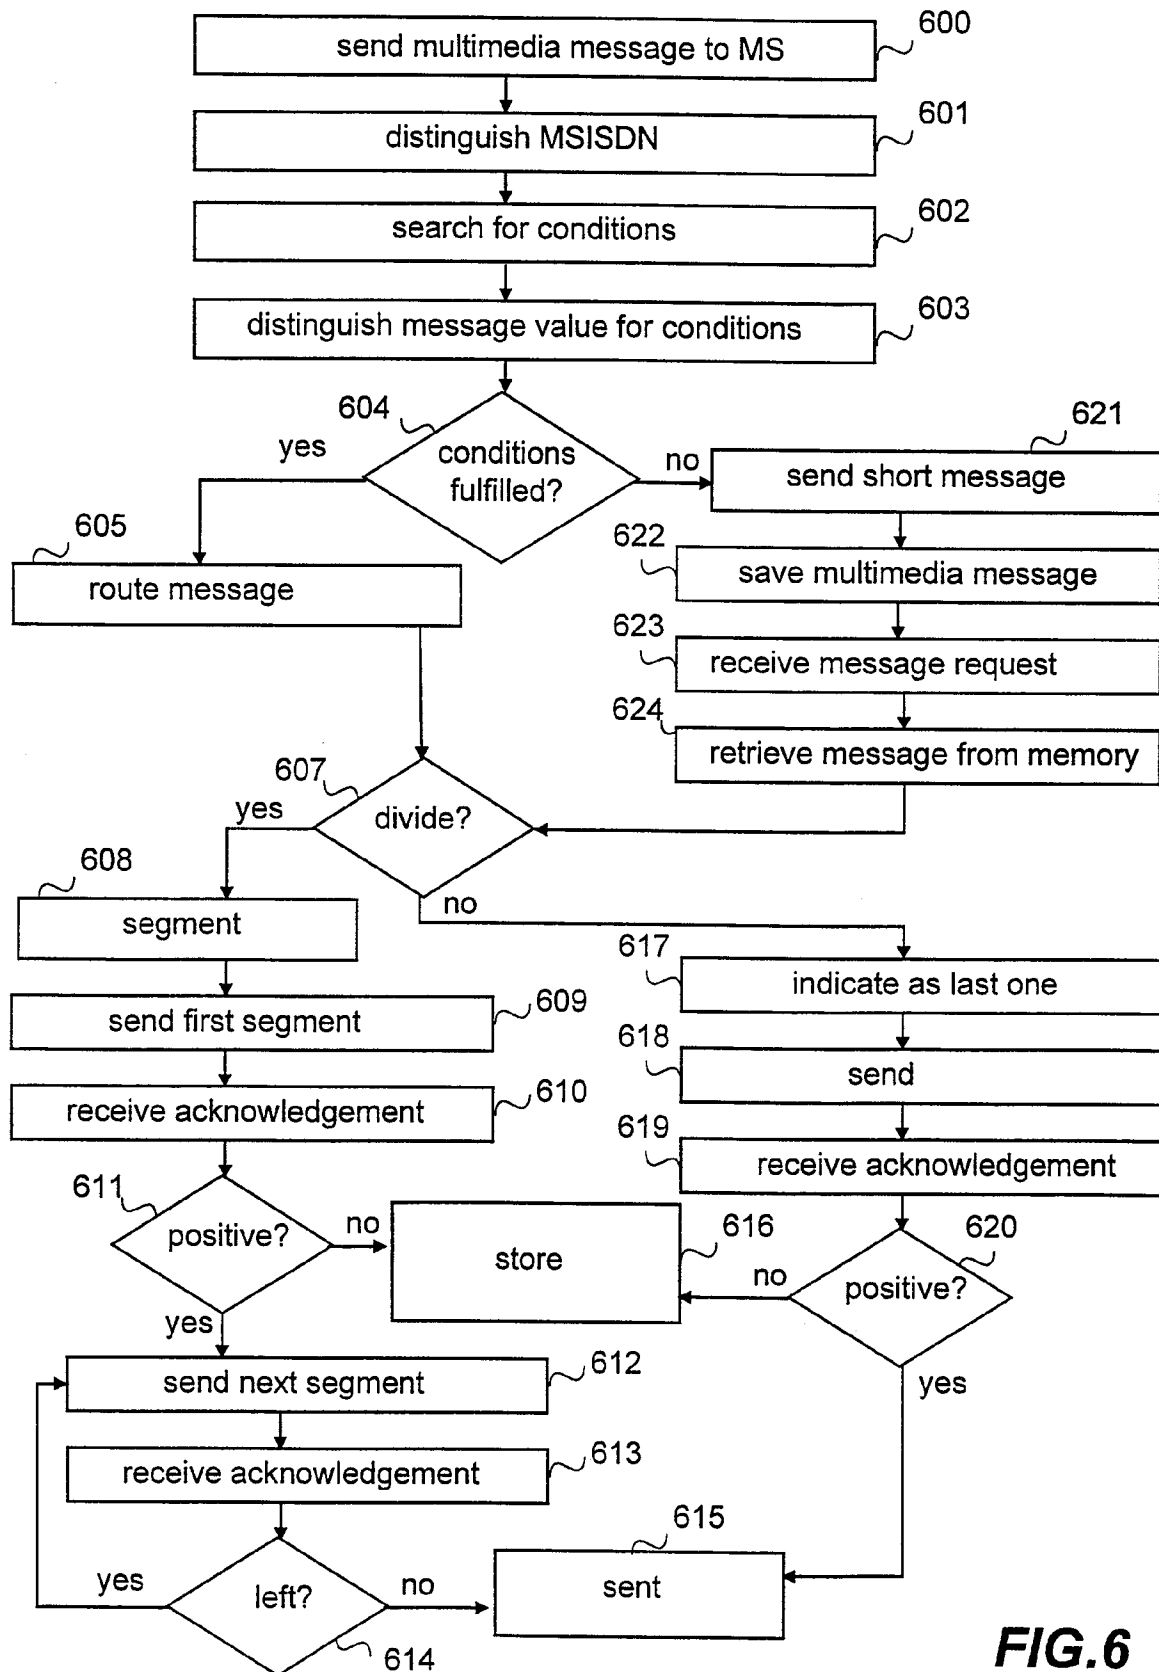 600
send multimedia message to MS
601
distinguish MSISDN
602
search for conditions
603
distinguish message value for conditions
604
yes
conditions
fulfilled?
no
621
send short message
605
route message
622
save multimedia message
623
receive message request
624
retrieve message from memory
607
yes
divide?
no
608
segment
617
indicate as last one
609
send first segment
618
send
610
receive acknowledgement
619
receive acknowledgement
611
positive?
no
616
store
620
no
positive?
yes
yes
612
send next segment
613
receive acknowledgement
615
sent
yes
left?
no
614
FIG.6